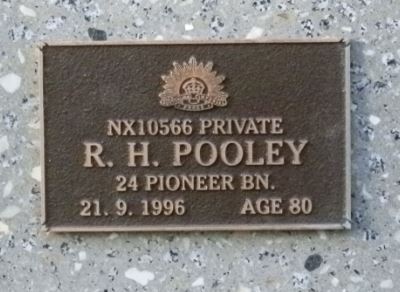 NX10566 PRIVATE
R. H. POOLEY
24 PIONEER BN.
21. 9. 1996 AGE 80